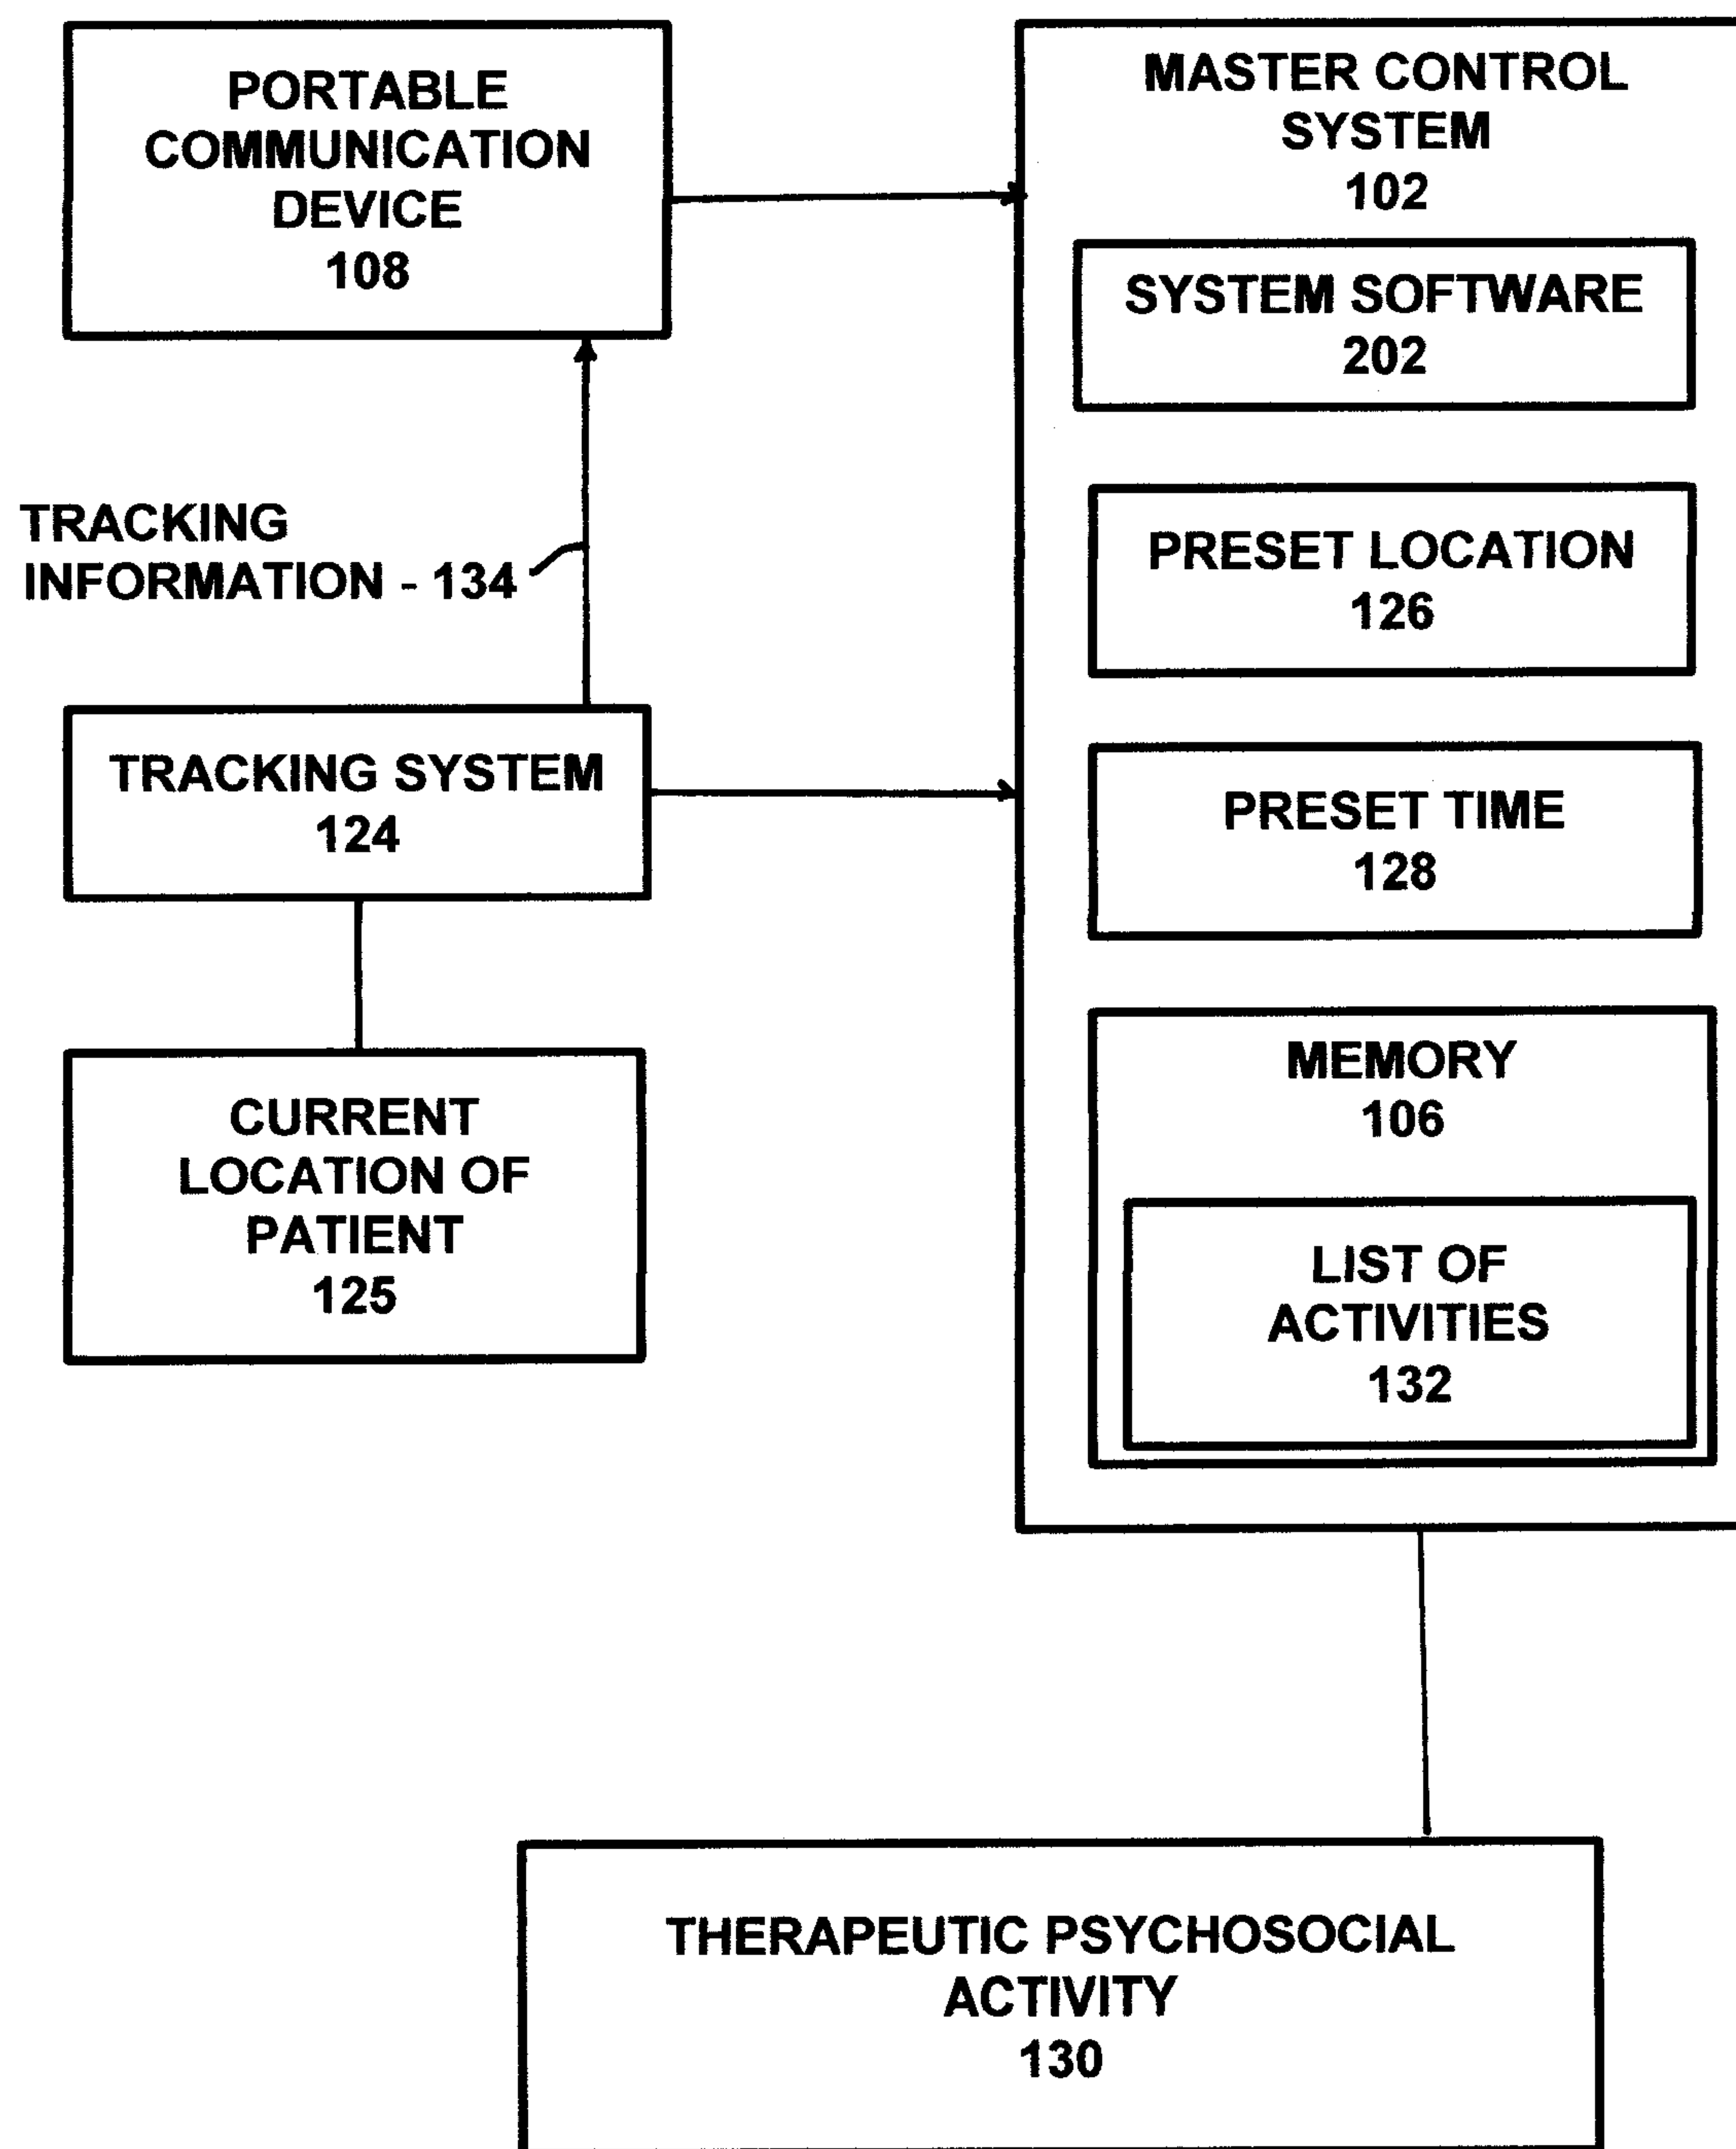 PORTABLE
COMMUNICATION
DEVICE
108
MASTER CONTROL
SYSTEM
102
SYSTEM SOFTWARE
202
TRACKING
INFORMATION - 134
PRESET LOCATION
126
TRACKING SYSTEM
124
PRESET TIME
128
CURRENT
LOCATION OF
PATIENT
125
MEMORY
106
LIST OF
ACTIVITIES
132
THERAPEUTIC PSYCHOSOCIAL
ACTIVITY
130